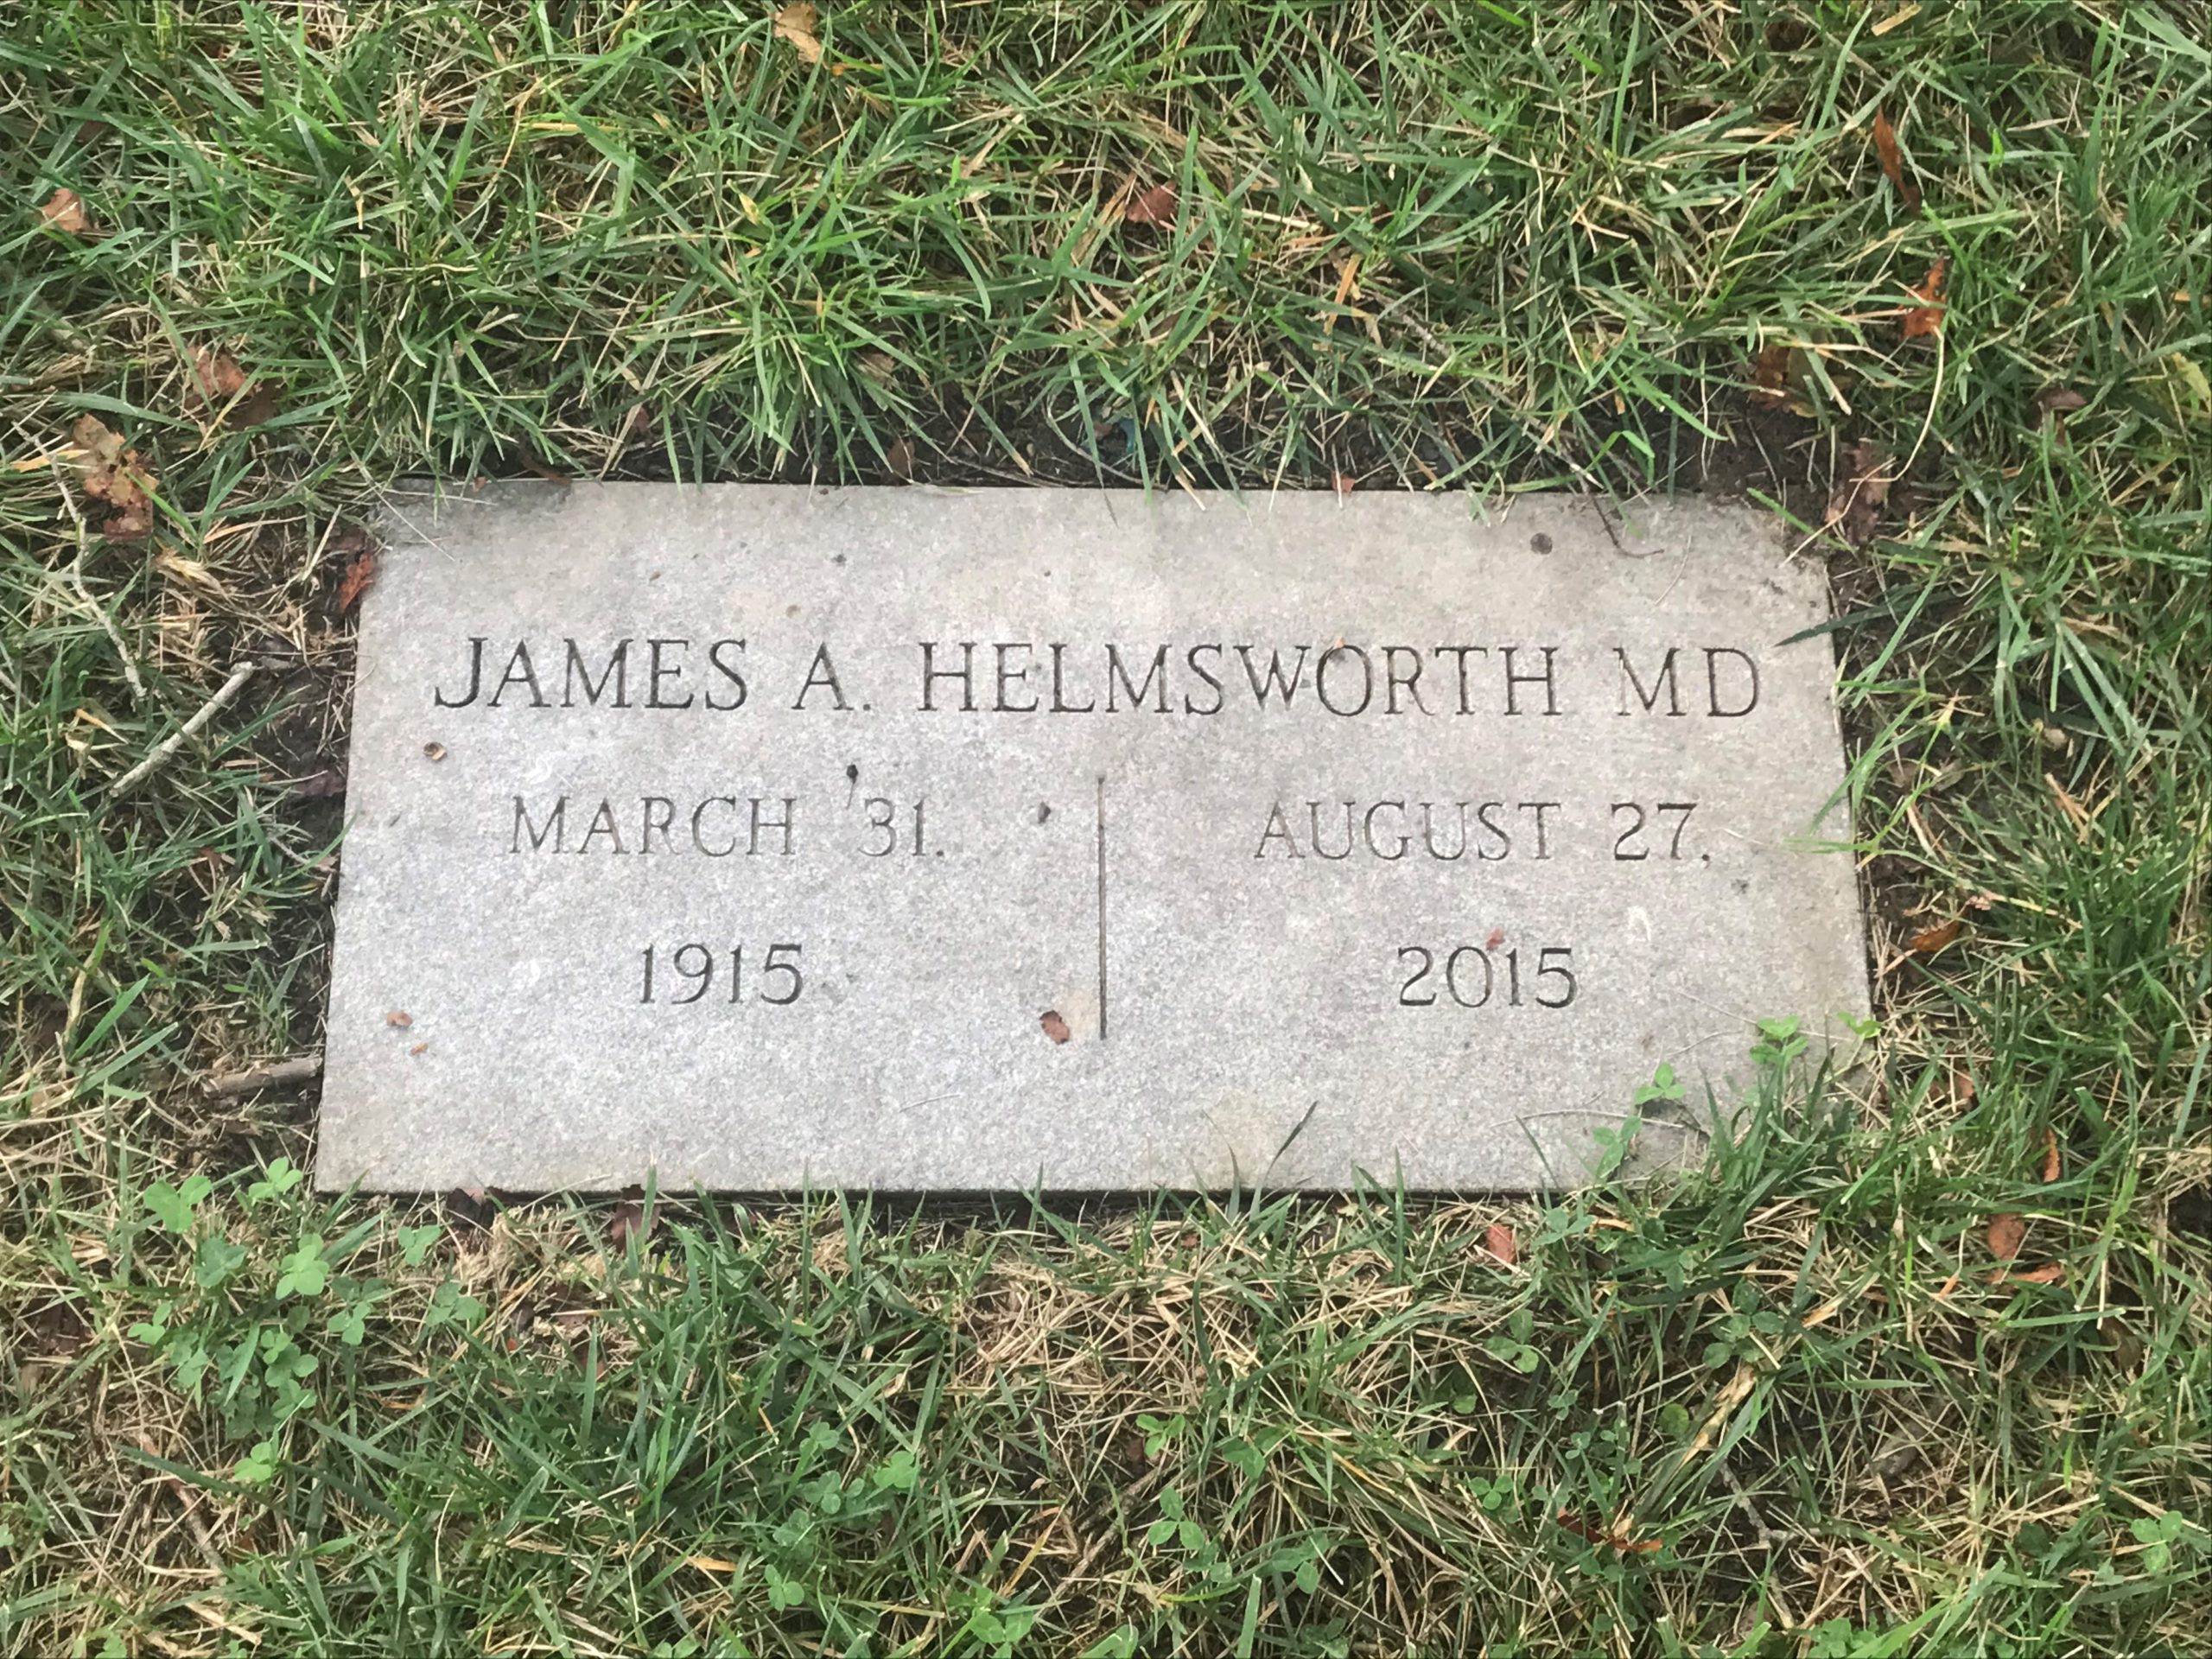 JAMES A. HELMSWORTH MD
MARCH 31,
1915
AUGUST 27,
2015